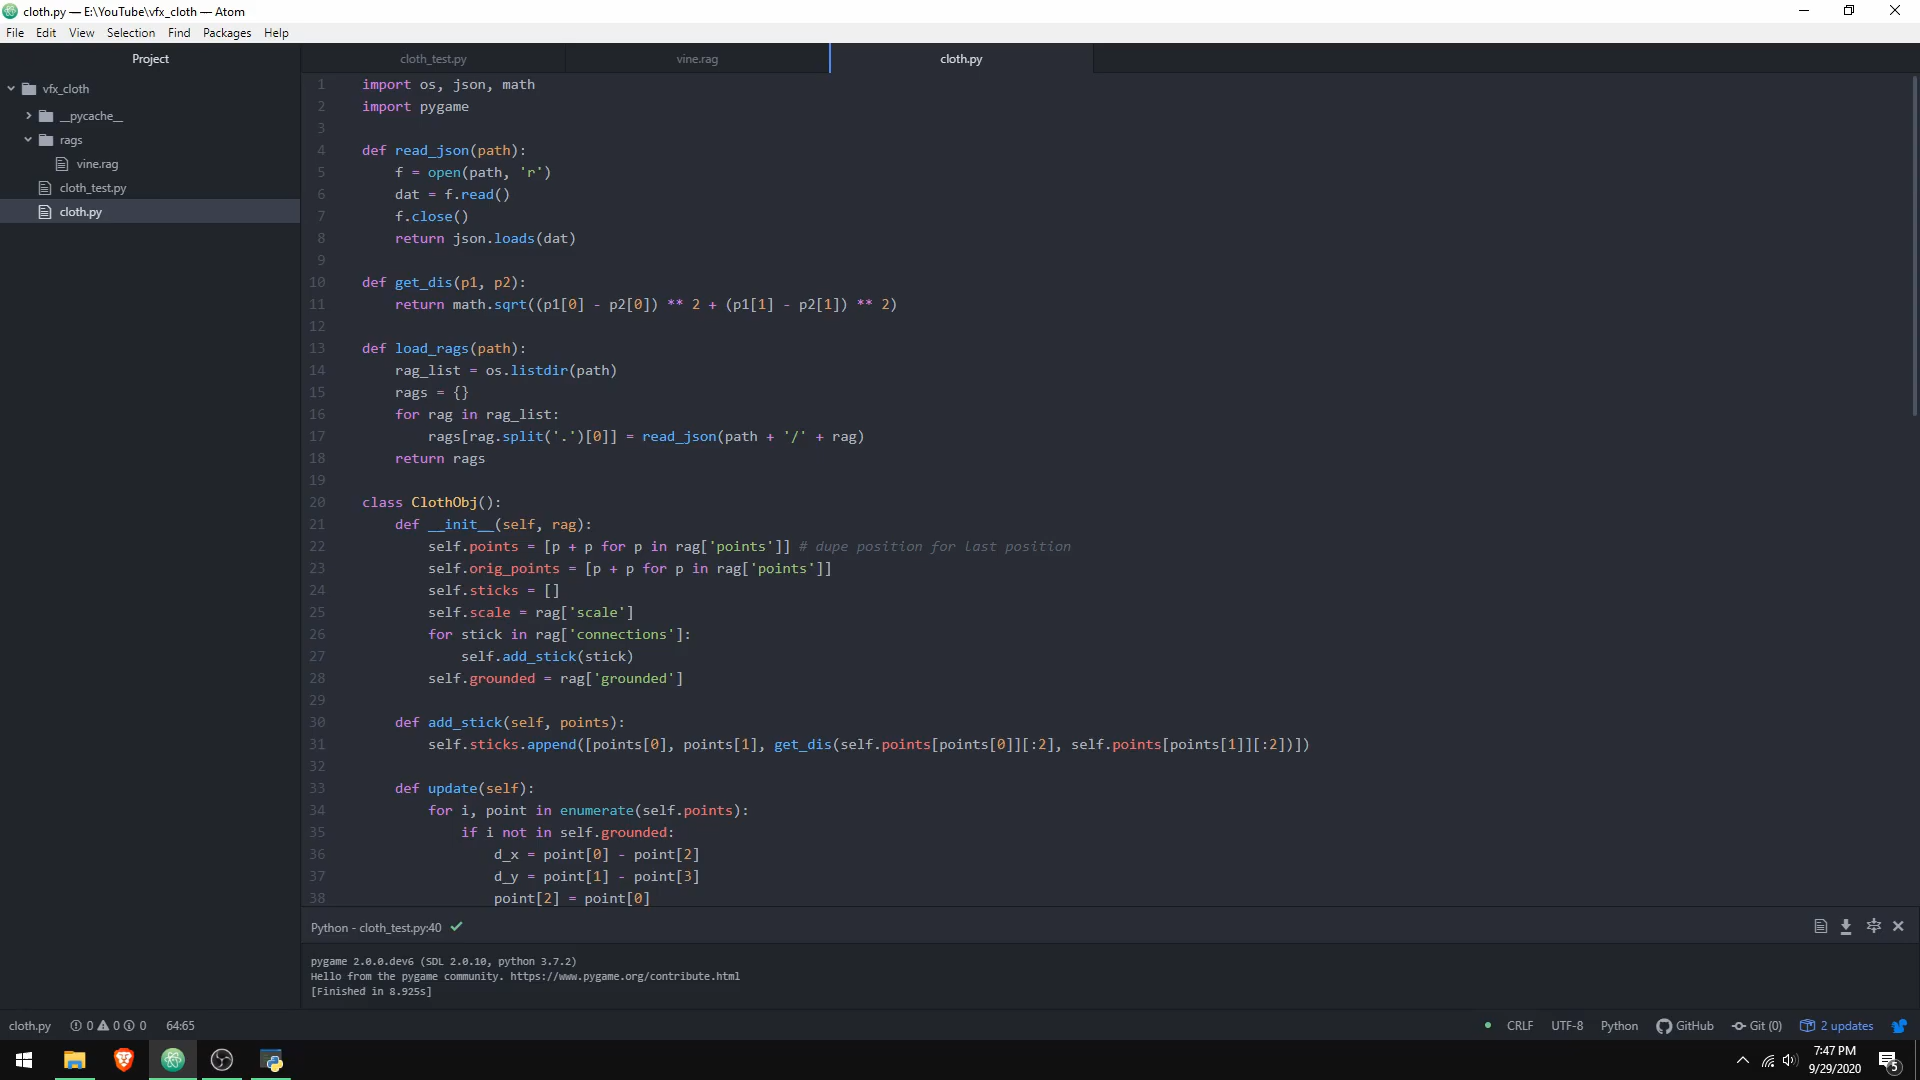 cloth.py — E:\YouTube\vfx_cloth — Atom
File Edit View Selection Find Packages Help
Project
cloth_test.py
vine.rag
cloth.py
vfx_cloth
__pycache__
rags
vine.rag
cloth_test.py
cloth.py
1 import os, json, math
2 import pygame
3
4 def read_json(path):
5     f = open(path, 'r')
6     dat = f.read()
7     f.close()
8     return json.loads(dat)
9
10 def get_dis(p1, p2):
11     return math.sqrt((p1[0] - p2[0]) ** 2 + (p1[1] - p2[1]) ** 2)
12
13 def load_rags(path):
14     rag_list = os.listdir(path)
15     rags = {}
16     for rag in rag_list:
17         rags[rag.split('.')[0]] = read_json(path + '/' + rag)
18     return rags
19
20 class ClothObj():
21     def __init__(self, rag):
22         self.points = [p + p for p in rag['points']] # dupe position for last position
23         self.orig_points = [p + p for p in rag['points']]
24         self.sticks = []
25         self.scale = rag['scale']
26         for stick in rag['connections']:
27             self.add_stick(stick)
28         self.grounded = rag['grounded']
29
30     def add_stick(self, points):
31         self.sticks.append([points[0], points[1], get_dis(self.points[points[0]][:2], self.points[points[1]][:2])])
32
33     def update(self):
34         for i, point in enumerate(self.points):
35             if i not in self.grounded:
36                 d_x = point[0] - point[2]
37                 d_y = point[1] - point[3]
38                 point[2] = point[0]
Python - cloth_test.py:40
pygame 2.0.0.dev6 (SDL 2.0.10, python 3.7.2)
Hello from the pygame community. https://www.pygame.org/contribute.html
[Finished in 8.925s]
cloth.py 0 0 0 64:65 CRLF UTF-8 Python GitHub Git (0) 2 updates
7:47 PM
9/29/2020
5